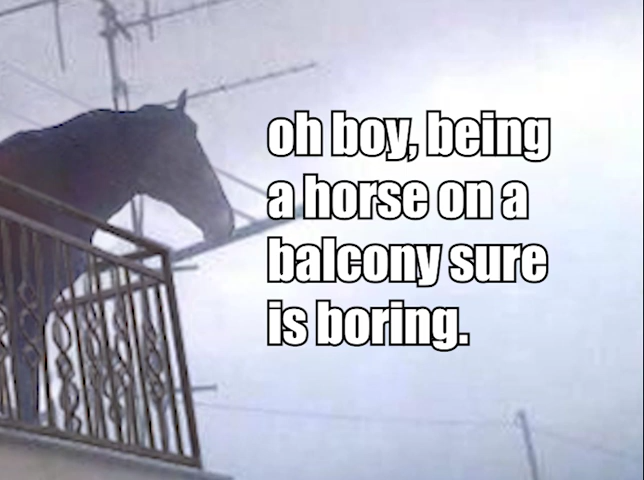 oh boy, being
a horse on a
balcony sure
is boring.